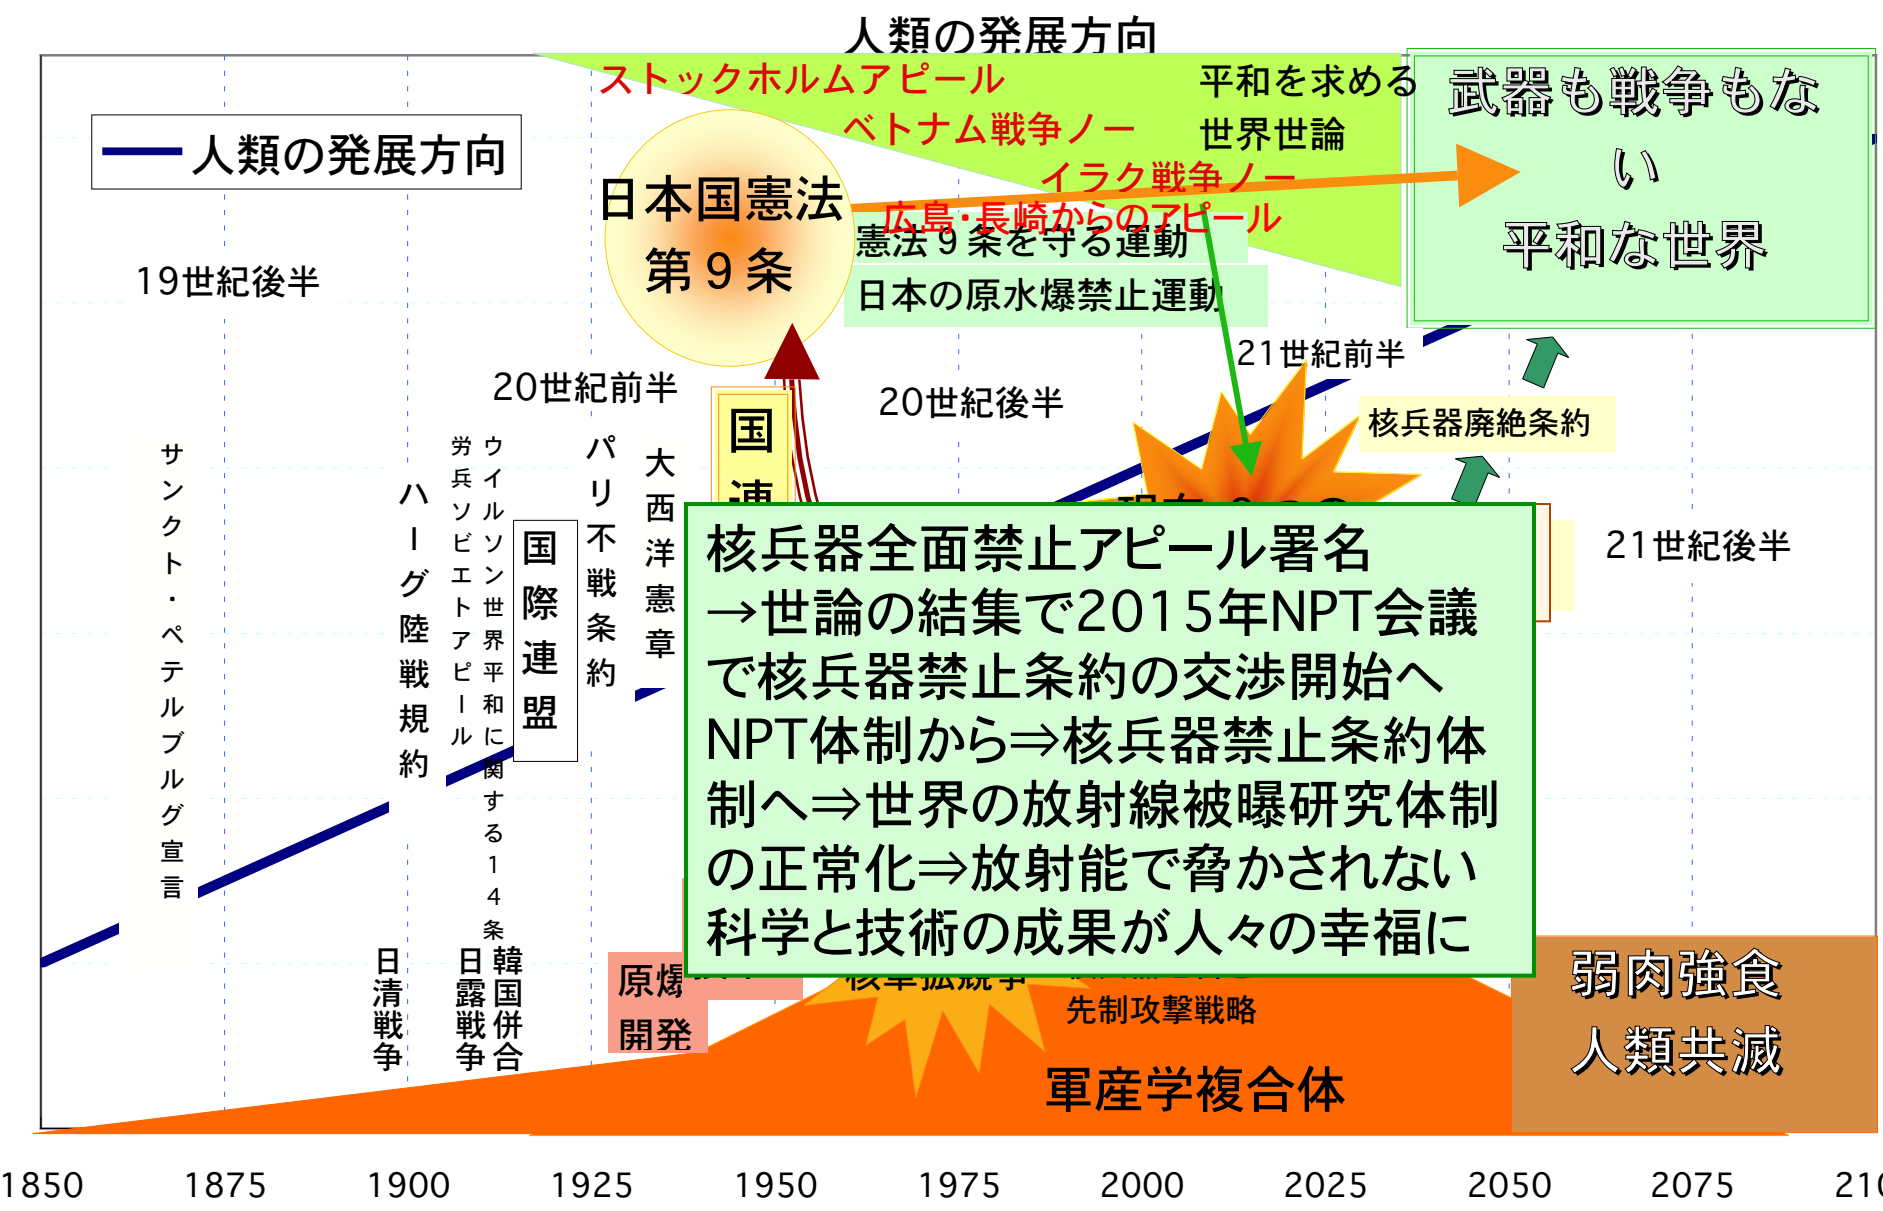 人類の発展方向
人類の発展方向
ストックホルムアピール
ベトナム戦争ノー
イラク戦争ノー
広島・長崎からのアピール
平和を求める
世界世論
武器も戦争もな
い
平和な世界
日本国憲法
第９条
憲法９条を守る運動
日本の原水爆禁止運動
19世紀後半
20世紀前半
20世紀後半
21世紀前半
21世紀後半
核兵器廃絶条約
サンクト・ペテルブルグ宣言
ハーグ陸戦規約
労兵ソビエトアピール
ウイルソン世界平和に関する１４条
国際連盟
パリ不戦条約
大西洋憲章
国連
核兵器全面禁止アピール署名
→世論の結集で2015年NPT会議
で核兵器禁止条約の交渉開始へ
NPT体制から⇒核兵器禁止条約体
制へ⇒世界の放射線被曝研究体制
の正常化⇒放射能で脅かされない
科学と技術の成果が人々の幸福に
日清戦争
日露戦争
韓国併合
原爆
開発
核軍拡競争
先制攻撃戦略
軍産学複合体
弱肉強食
人類共滅
1850 1875 1900 1925 1950 1975 2000 2025 2050 2075